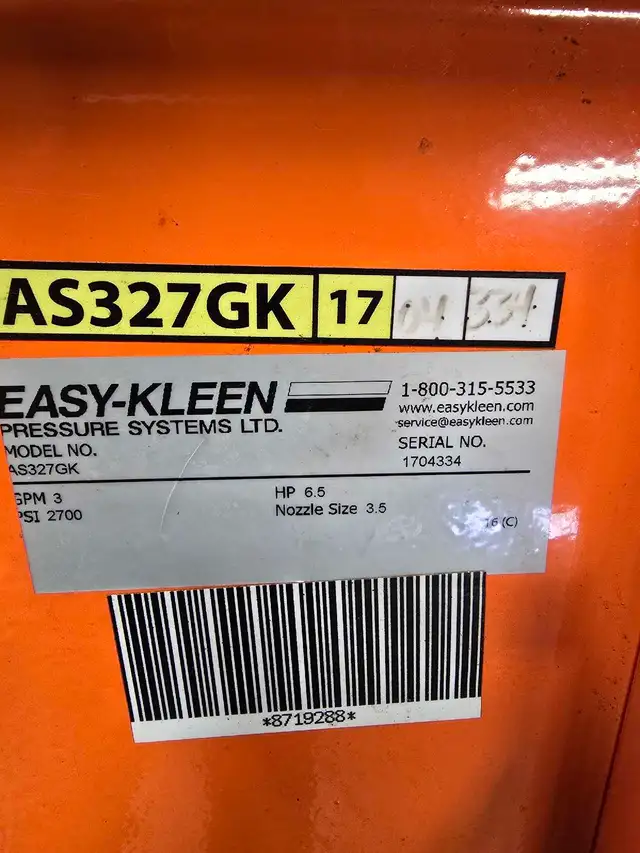 AS327GK 17 04 334
EASY-KLEEN
PRESSURE SYSTEMS LTD.
1-800-315-5533
www.easykleen.com
service@easykleen.com
MODEL NO.
AS327GK
SERIAL NO.
1704334
GPM 3
PSI 2700
HP 6.5
Nozzle Size 3.5
16 (C)
*8719288*